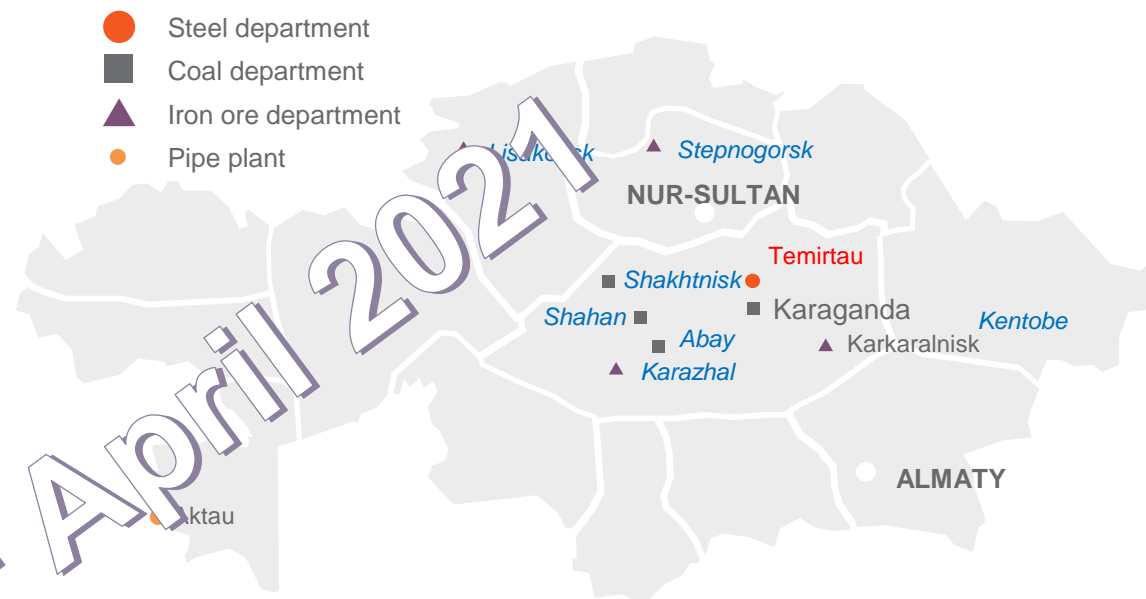 Steel department
Coal department
Iron ore department
Pipe plant
Stepnogorsk
NUR-SULTAN
Temirtau
Shakhtnisk
Karaganda
Shahan
Kentobe
Abay
Karkaralnisk
Karazhal
ALMATY
Aktau
April 2021